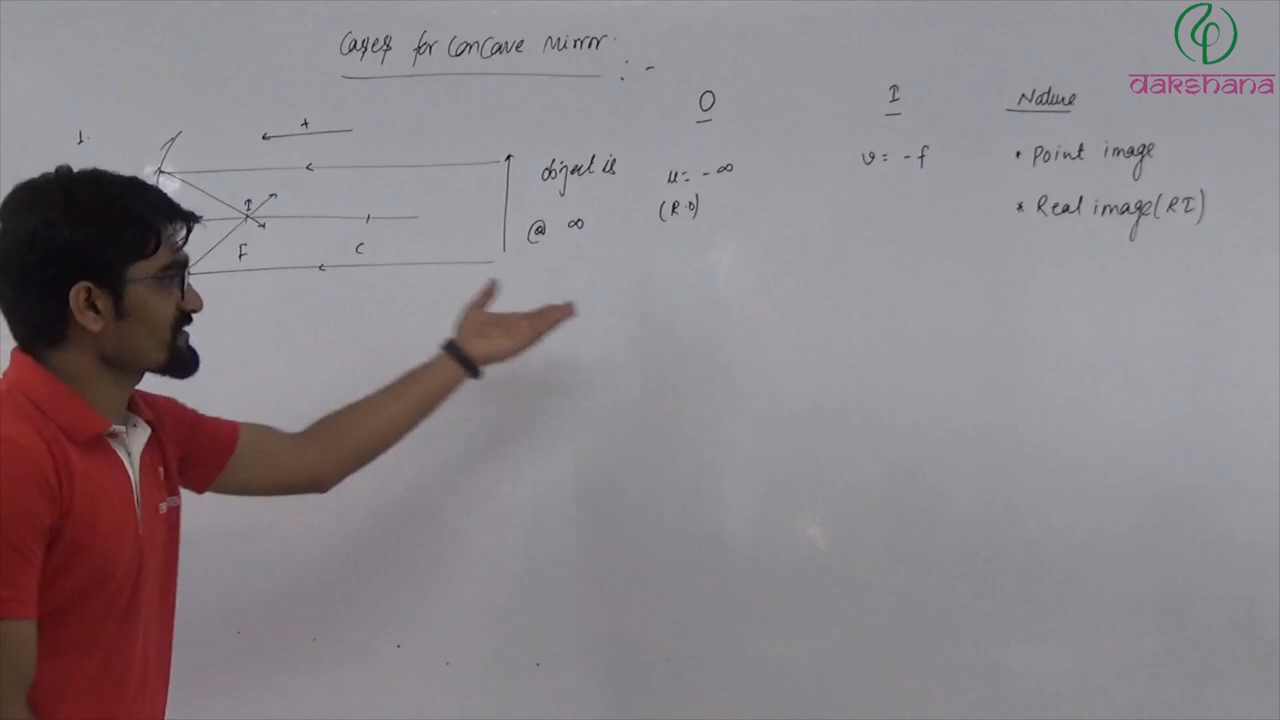 Cases for Concave Mirror :-
dakshana
O
I
Nature
1.
+
object is
@ ∞
u = -∞
(R.O)
v = -f
• Point image
* Real image (RI)
I
F
C